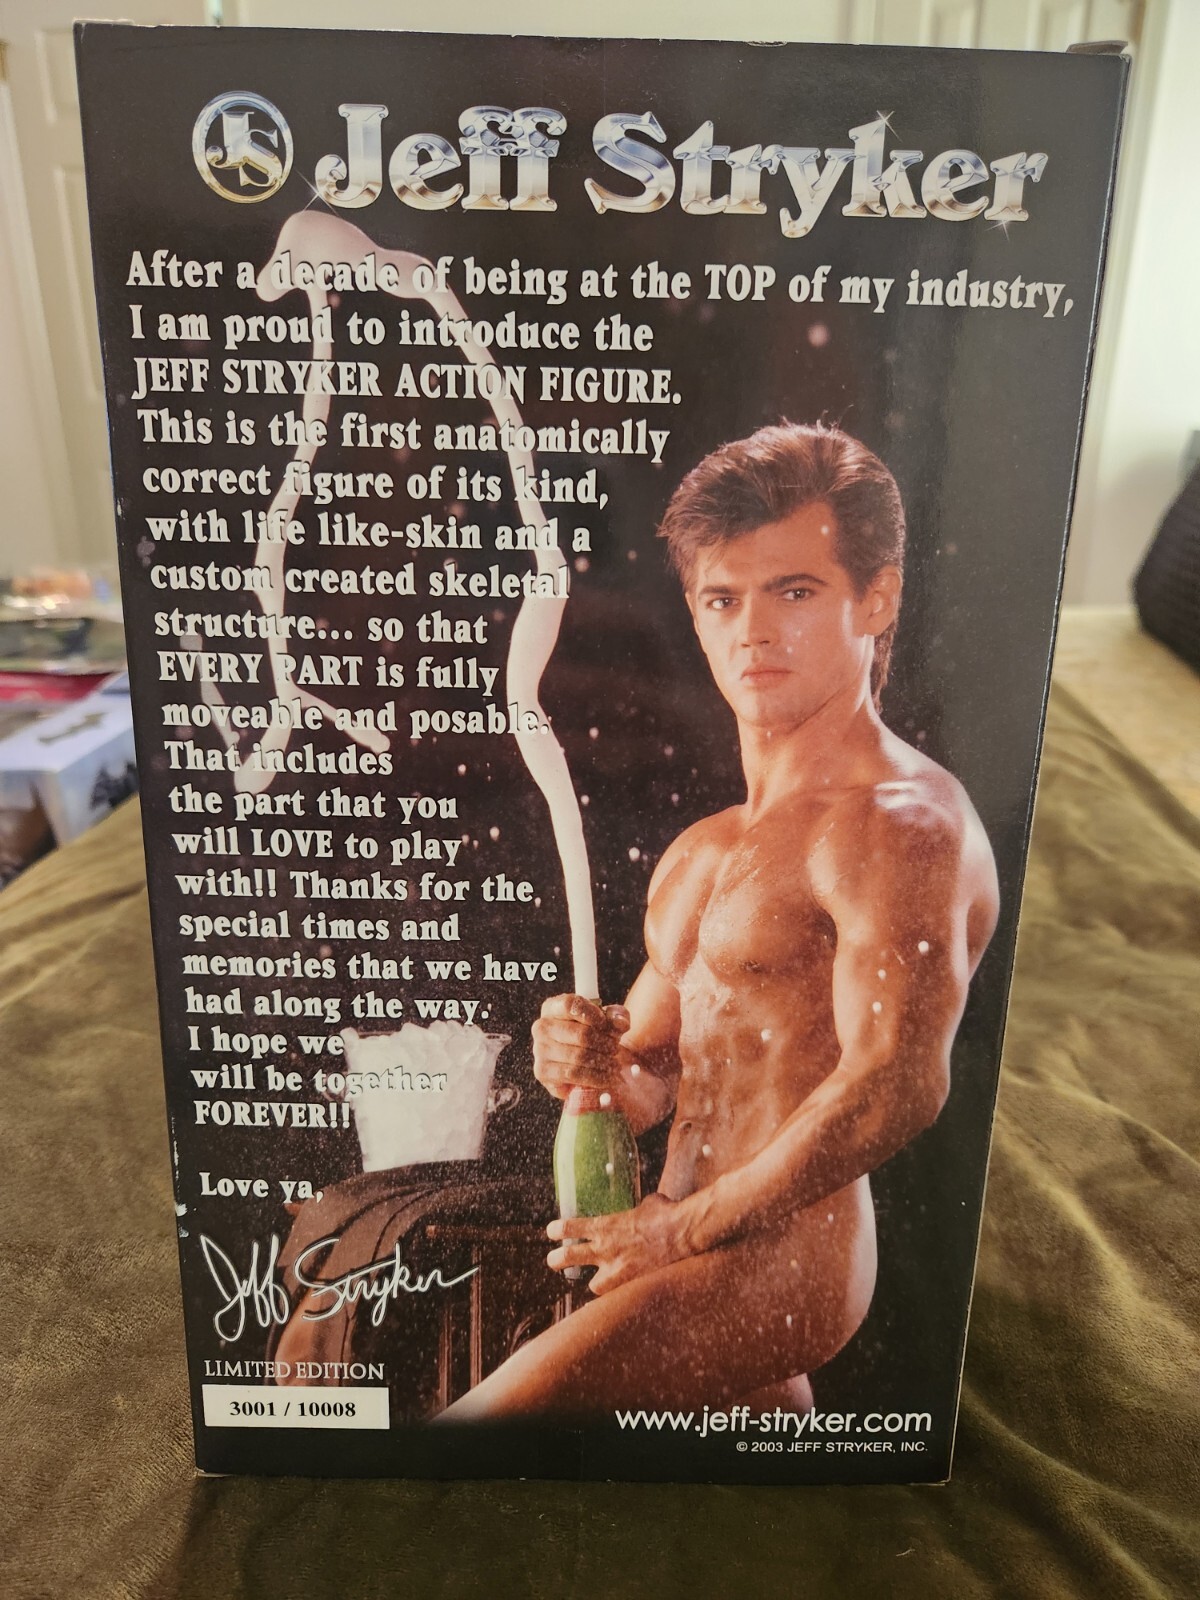 JS Jeff Stryker
After a decade of being at the TOP of my industry,
I am proud to introduce the
JEFF STRYKER ACTION FIGURE.
This is the first anatomically
correct figure of its kind,
with life like-skin and a
custom created skeletal
structure... so that
EVERY PART is fully
moveable and posable.
That includes
the part that you
will LOVE to play
with!! Thanks for the
special times and
memories that we have
had along the way.
I hope we
will be together
FOREVER!!
Love ya,
Jeff Stryker
LIMITED EDITION
3001 / 10008
www.jeff-stryker.com
© 2003 JEFF STRYKER, INC.